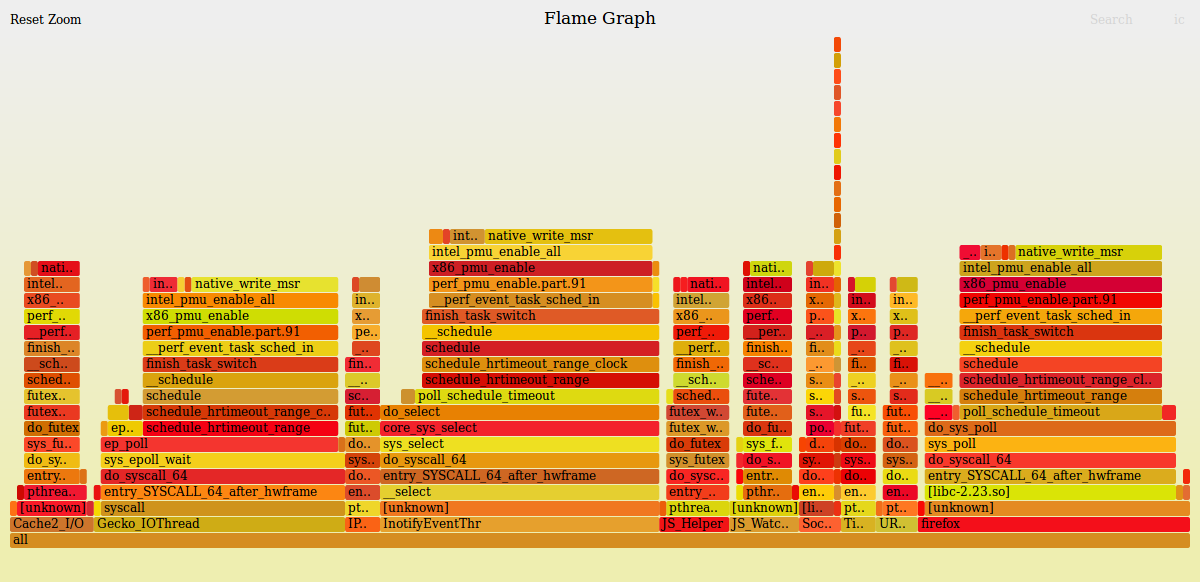 Reset Zoom Flame Graph Search ic
int.. native_write_msr
intel_pmu_enable_all _.. i.. native_write_msr
nati.. x86_pmu_enable nati.. intel_pmu_enable_all
intel.. in.. native_write_msr perf_pmu_enable.part.91 nati.. intel.. in.. x86_pmu_enable
x86_.. intel_pmu_enable_all in.. __perf_event_task_sched_in intel.. x86.. x.. in.. in.. perf_pmu_enable.part.91
perf_.. x86_pmu_enable x.. finish_task_switch x86_.. perf.. p.. x.. x.. __perf_event_task_sched_in
__perf.. perf_pmu_enable.part.91 pe.. __schedule perf_.. __per.. _.. p.. p.. finish_task_switch
finish_.. __perf_event_task_sched_in _.. schedule __perf.. finish.. fi.. _.. _.. __schedule
__sch.. finish_task_switch fin.. schedule_hrtimeout_range_clock finish_.. __sc.. _.. fi.. fi.. schedule
sched.. __schedule __.. schedule_hrtimeout_range __sch.. sche.. s.. _.. _.. __.. schedule_hrtimeout_range_cl..
futex.. schedule sc.. poll_schedule_timeout sched.. fute.. s.. s.. s.. __.. schedule_hrtimeout_range
futex.. schedule_hrtimeout_range_c.. fut.. do_select futex_w.. fute.. s.. fu.. fut.. _.. poll_schedule_timeout
do_futex ep.. schedule_hrtimeout_range fut.. core_sys_select futex_w.. do_fu.. po.. fut.. fut.. do_sys_poll
sys_fu.. ep_poll do.. sys_select do_futex sys_f.. d.. do.. do.. sys_poll
do_sy.. sys_epoll_wait sys.. do_syscall_64 sys_futex do_s.. sy.. sys.. sys.. do_syscall_64
entry.. do_syscall_64 do.. entry_SYSCALL_64_after_hwframe do_sysc.. entr.. do.. do.. do.. entry_SYSCALL_64_after_hwframe
pthrea.. entry_SYSCALL_64_after_hwframe en.. __select entry_.. pthr.. en.. en.. en.. [libc-2.23.so]
[unknown] syscall pt.. [unknown] pthrea.. [unknown] [li.. pt.. pt.. [unknown]
Cache2_I/O Gecko_IOThread IP.. InotifyEventThr JS_Helper JS_Watc.. Soc.. Ti.. UR.. firefox
all